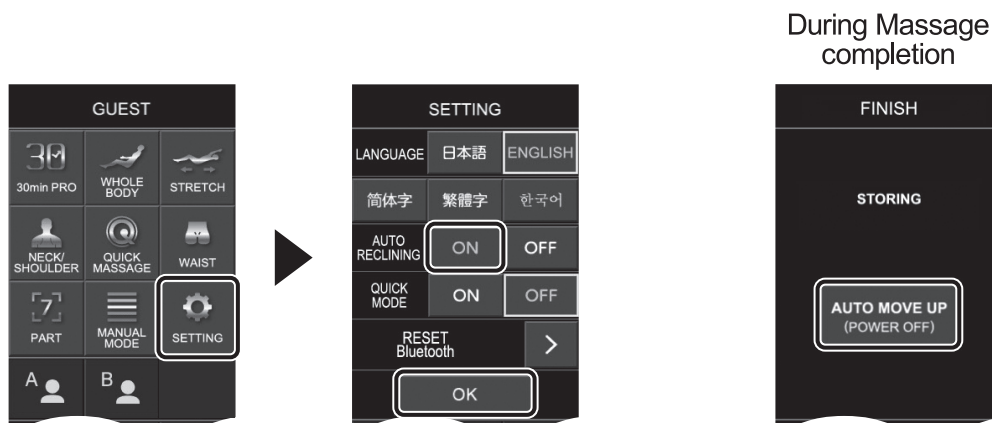 During Massage
completion
GUEST
30
30min PRO
WHOLE
BODY
STRETCH
NECK/
SHOULDER
QUICK
MASSAGE
WAIST
7
PART
MANUAL
MODE
SETTING
A
B
SETTING
LANGUAGE
日本語
ENGLISH
简体字
繁體字
한국어
AUTO
RECLINING
ON
OFF
QUICK
MODE
ON
OFF
RESET
Bluetooth
>
OK
FINISH
STORING
AUTO MOVE UP
(POWER OFF)